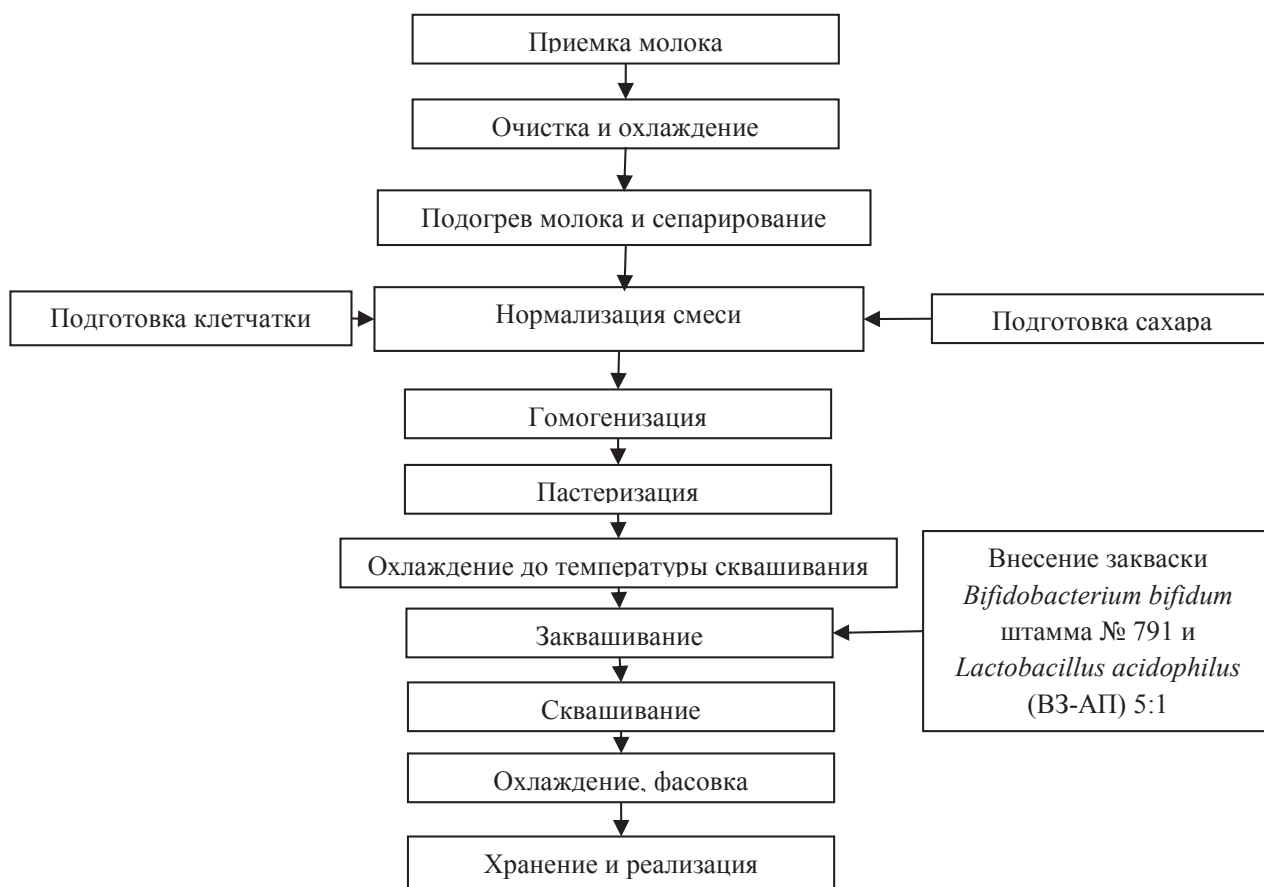 Приемка молока
Очистка и охлаждение
Подогрев молока и сепарирование
Подготовка клетчатки
Нормализация смеси
Подготовка сахара
Гомогенизация
Пастеризация
Охлаждение до температуры сквашивания
Заквашивание
Внесение закваски
Bifidobacterium bifidum
штамма № 791 и
Lactobacillus acidophilus
(ВЗ-АП) 5:1
Сквашивание
Охлаждение, фасовка
Хранение и реализация